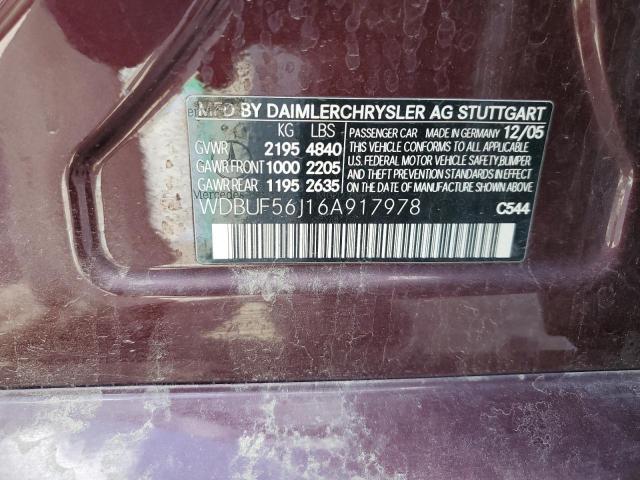 MFD BY DAIMLERCHRYSLER AG STUTTGART
KG LBS
GVWR 2195 4840
GAWR FRONT 1000 2205
GAWR REAR 1195 2635
PASSENGER CAR MADE IN GERMANY 12/05
THIS VEHICLE CONFORMS TO ALL APPLICABLE
U.S. FEDERAL MOTOR VEHICLE SAFETY, BUMPER
AND THEFT PREVENTION STANDARDS IN EFFECT
ON THE DATE OF MANUFACTURE SHOWN ABOVE
Mercedes
WDBUF56J16A917978
C544